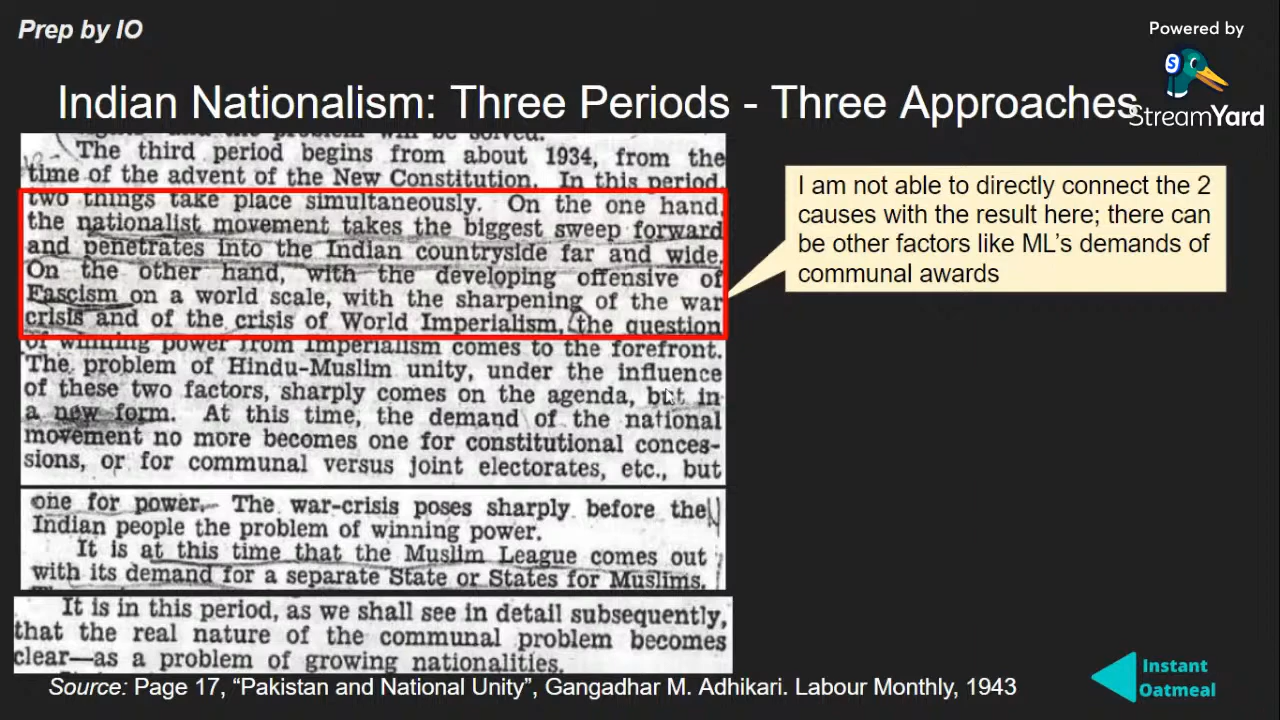 Prep by IO
Powered by
StreamYard
Indian Nationalism: Three Periods - Three Approaches
and the problem will be solved.
The third period begins from about 1934, from the
time of the advent of the New Constitution. In this period
two things take place simultaneously. On the one hand,
the nationalist movement takes the biggest sweep forward
and penetrates into the Indian countryside far and wide.
On the other hand, with the developing offensive of
Fascism on a world scale, with the sharpening of the war
crisis and of the crisis of World Imperialism, the question
of winning power from Imperialism comes to the forefront.
The problem of Hindu-Muslim unity, under the influence
of these two factors, sharply comes on the agenda, but in
a new form. At this time, the demand of the national
movement no more becomes one for constitutional conces-
sions, or for communal versus joint electorates, etc., but
one for power. The war-crisis poses sharply before the
Indian people the problem of winning power.
It is at this time that the Muslim League comes out
with its demand for a separate State or States for Muslims.
It is in this period, as we shall see in detail subsequently,
that the real nature of the communal problem becomes
clear—as a problem of growing nationalities.
I am not able to directly connect the 2
causes with the result here; there can
be other factors like ML's demands of
communal awards
Source: Page 17, “Pakistan and National Unity”, Gangadhar M. Adhikari. Labour Monthly, 1943
Instant
Oatmeal